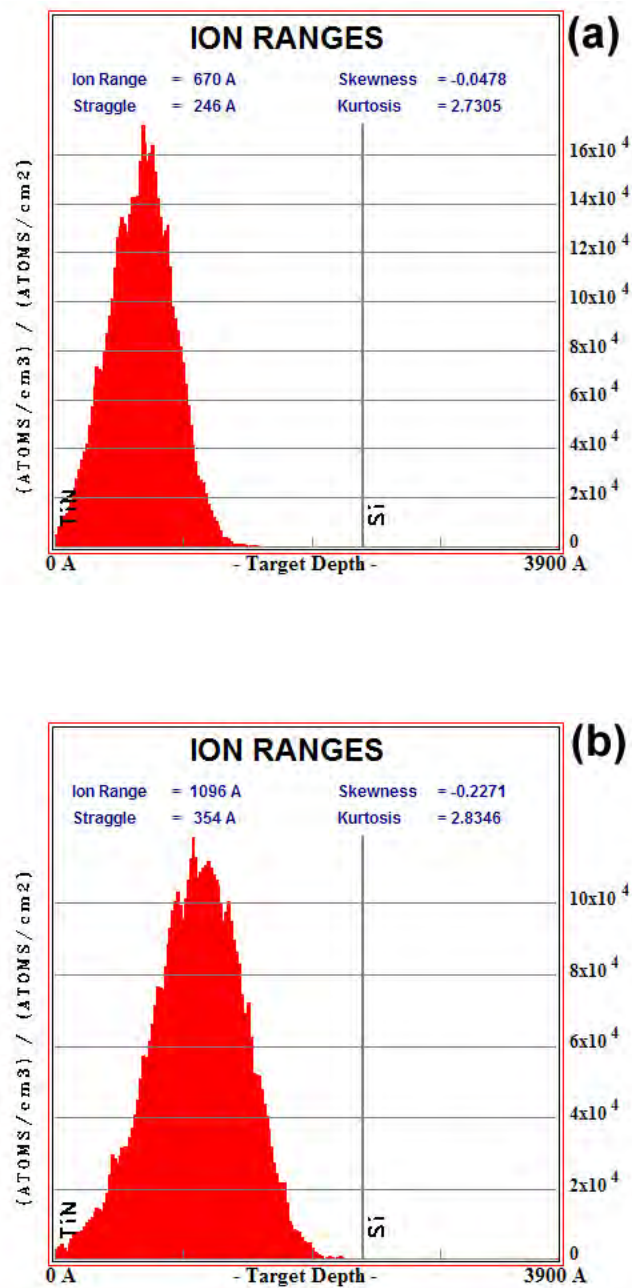 ION RANGES
(a)
Ion Range = 670 A Skewness = -0.0478
Straggle = 246 A Kurtosis = 2.7305
(ATOMS/cm3) / (ATOMS/cm2)
16x10 4
14x10 4
12x10 4
10x10 4
8x10 4
6x10 4
4x10 4
2x10 4
0
TiN
Si
0 A - Target Depth - 3900 A
ION RANGES
(b)
Ion Range = 1096 A Skewness = -0.2271
Straggle = 354 A Kurtosis = 2.8346
(ATOMS/cm3) / (ATOMS/cm2)
10x10 4
8x10 4
6x10 4
4x10 4
2x10 4
0
TiN
Si
0 A - Target Depth - 3900 A